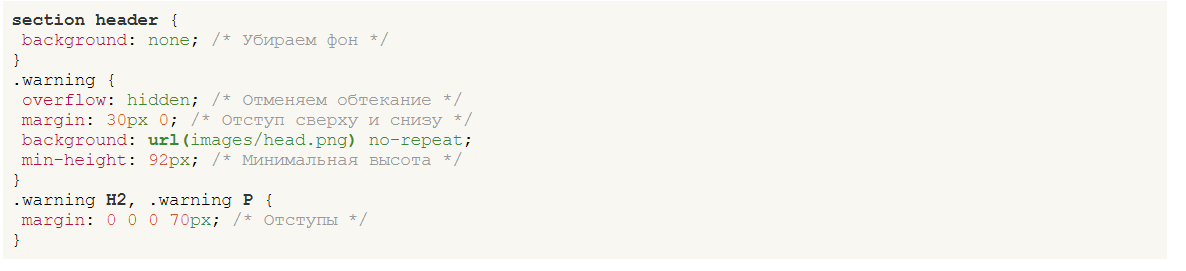 section header {
 background: none; /* Убираем фон */
}
.warning {
 overflow: hidden; /* Отменяем обтекание */
 margin: 30px 0; /* Отступ сверху и снизу */
 background: url(images/head.png) no-repeat;
 min-height: 92px; /* Минимальная высота */
}
.warning H2, .warning P {
 margin: 0 0 0 70px; /* Отступы */
}